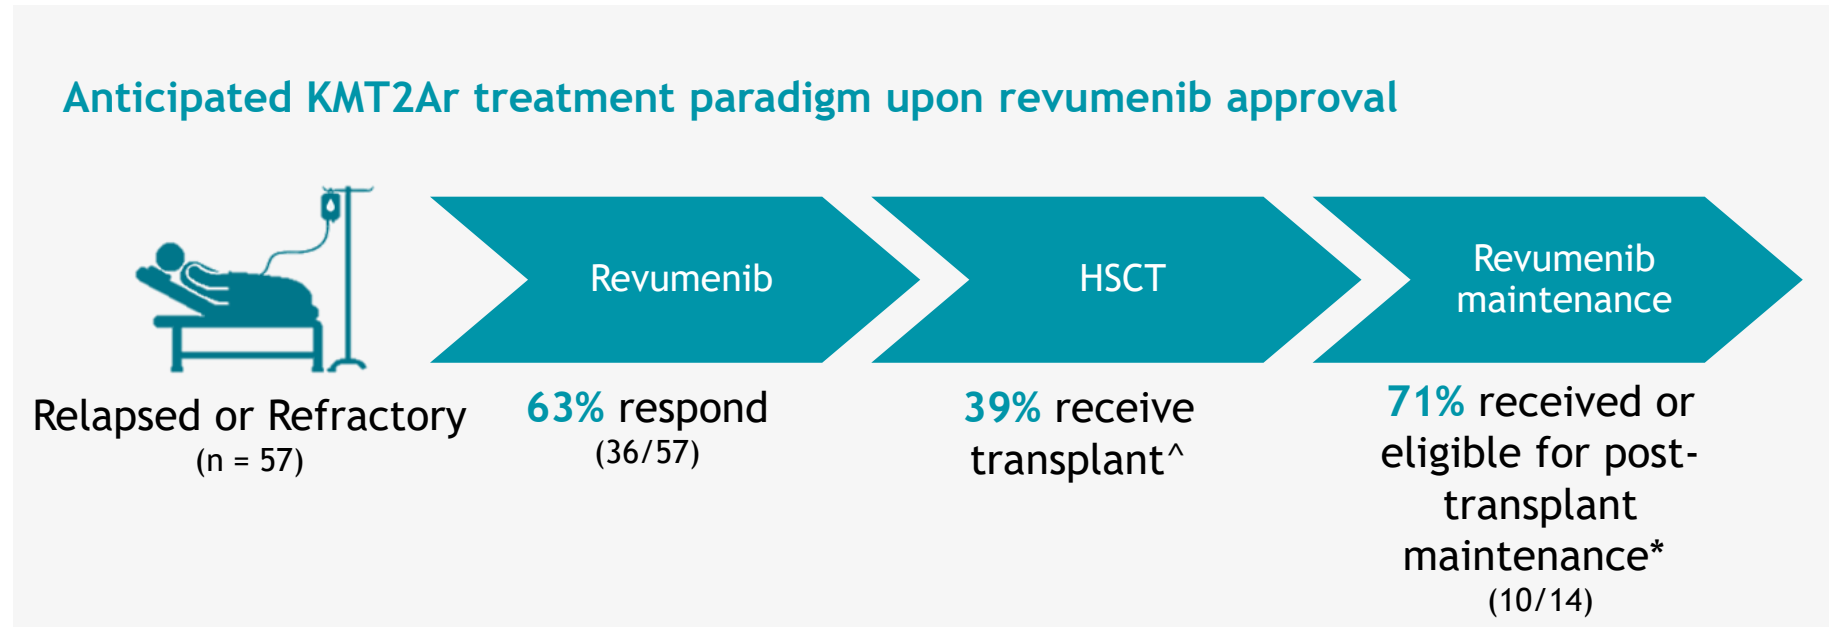 Anticipated KMT2Ar treatment paradigm upon revumenib approval
Revumenib
HSCT
Revumenib
maintenance
Relapsed or Refractory
(n = 57)
63% respond
(36/57)
39% receive
transplant^
71% received or
eligible for post-
transplant
maintenance*
(10/14)